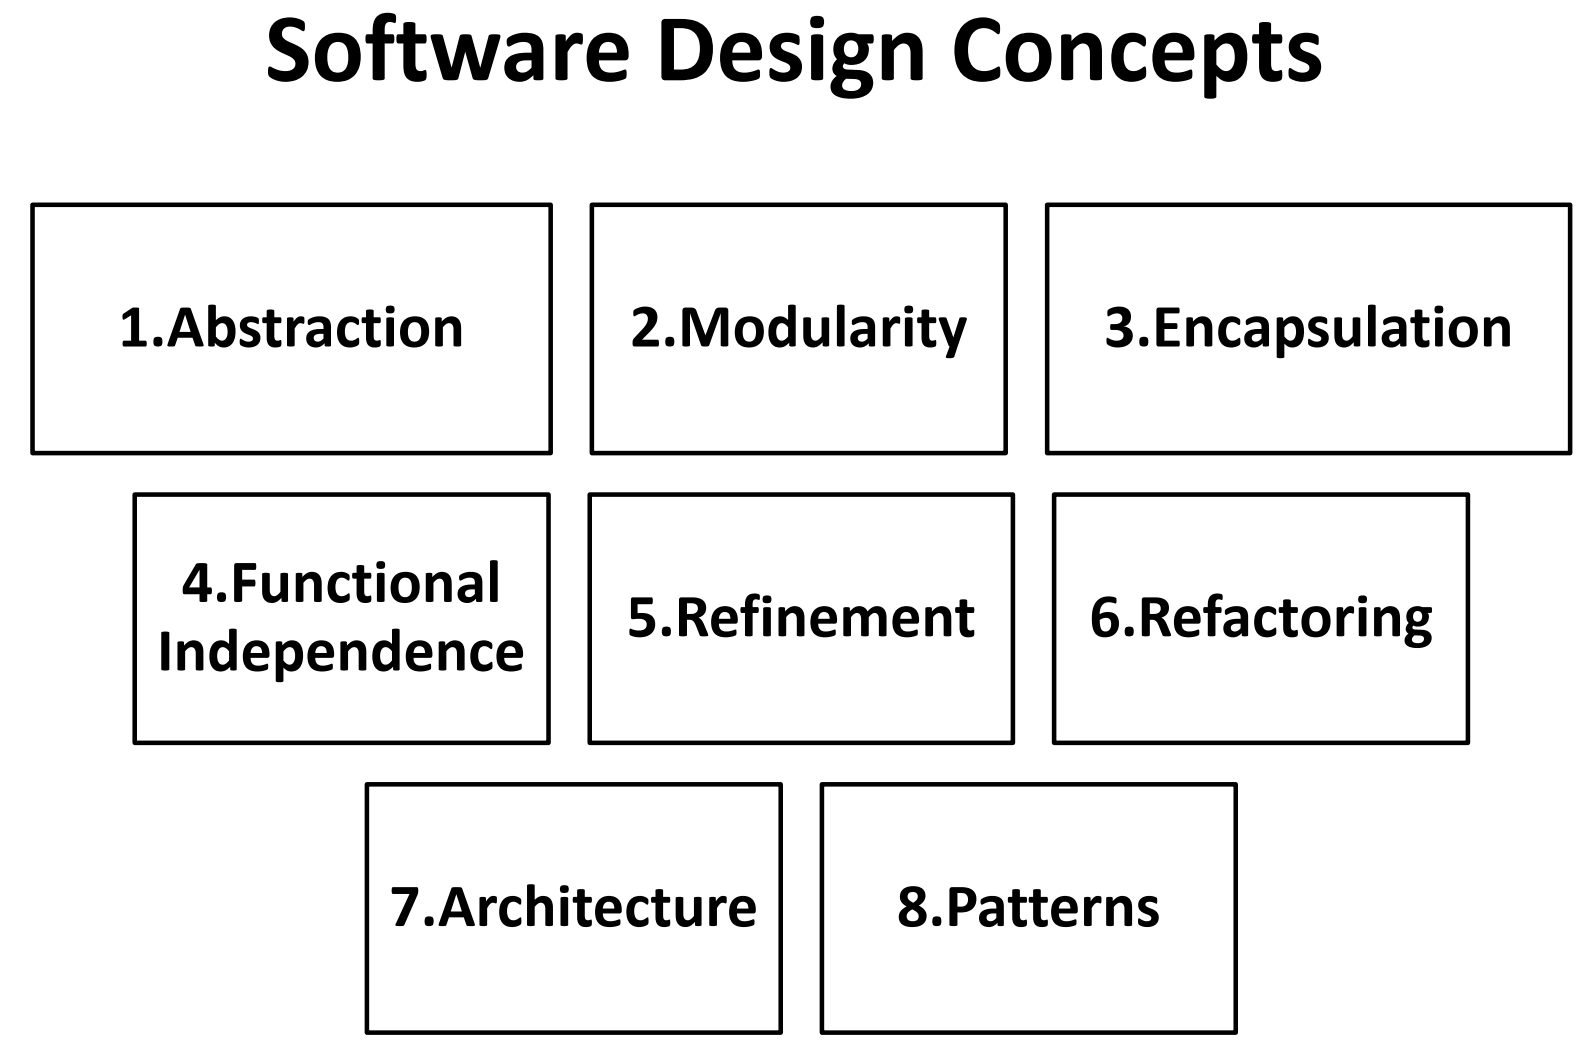 Software Design Concepts
1.Abstraction
2.Modularity
3.Encapsulation
4.Functional
Independence
5.Refinement
6.Refactoring
7.Architecture
8.Patterns